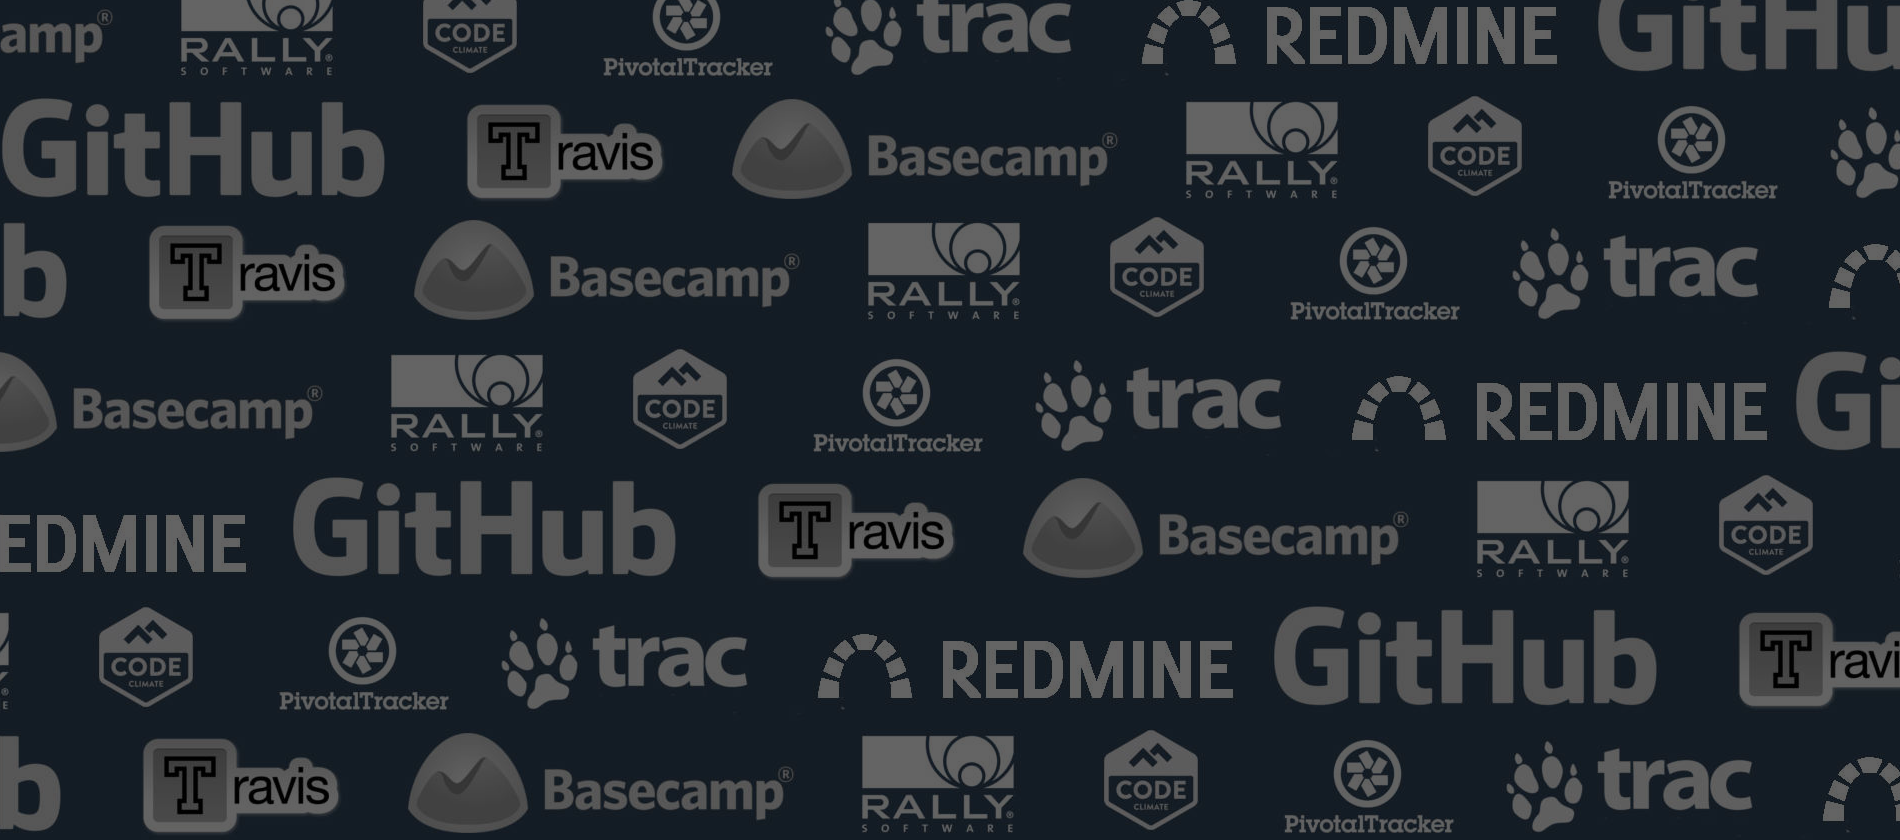 amp® RALLY® SOFTWARE CODE CLIMATE PivotalTracker trac REDMINE GitHu
GitHub Travis Basecamp® RALLY® SOFTWARE CODE CLIMATE PivotalTracker
b Travis Basecamp® RALLY® SOFTWARE CODE CLIMATE PivotalTracker trac
Basecamp® RALLY® SOFTWARE CODE CLIMATE PivotalTracker trac REDMINE Gi
EDMINE GitHub Travis Basecamp® RALLY® SOFTWARE CODE CLIMATE
Y® E CODE CLIMATE PivotalTracker trac REDMINE GitHub Travi
b Travis Basecamp® RALLY® SOFTWARE CODE CLIMATE PivotalTracker trac